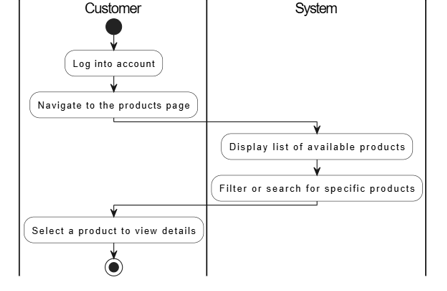 Customer
System
Log into account
Navigate to the products page
Display list of available products
Filter or search for specific products
Select a product to view details